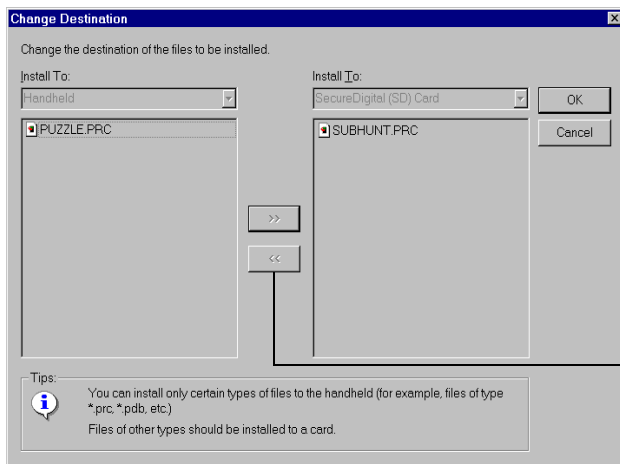 Change Destination
Change the destination of the files to be installed.
Install To:
Install To:
Handheld
SecureDigital (SD) Card
OK
Cancel
PUZZLE.PRC
SUBHUNT.PRC
>>
<<
Tips:
You can install only certain types of files to the handheld (for example, files of type
*.prc, *.pdb, etc.)
Files of other types should be installed to a card.